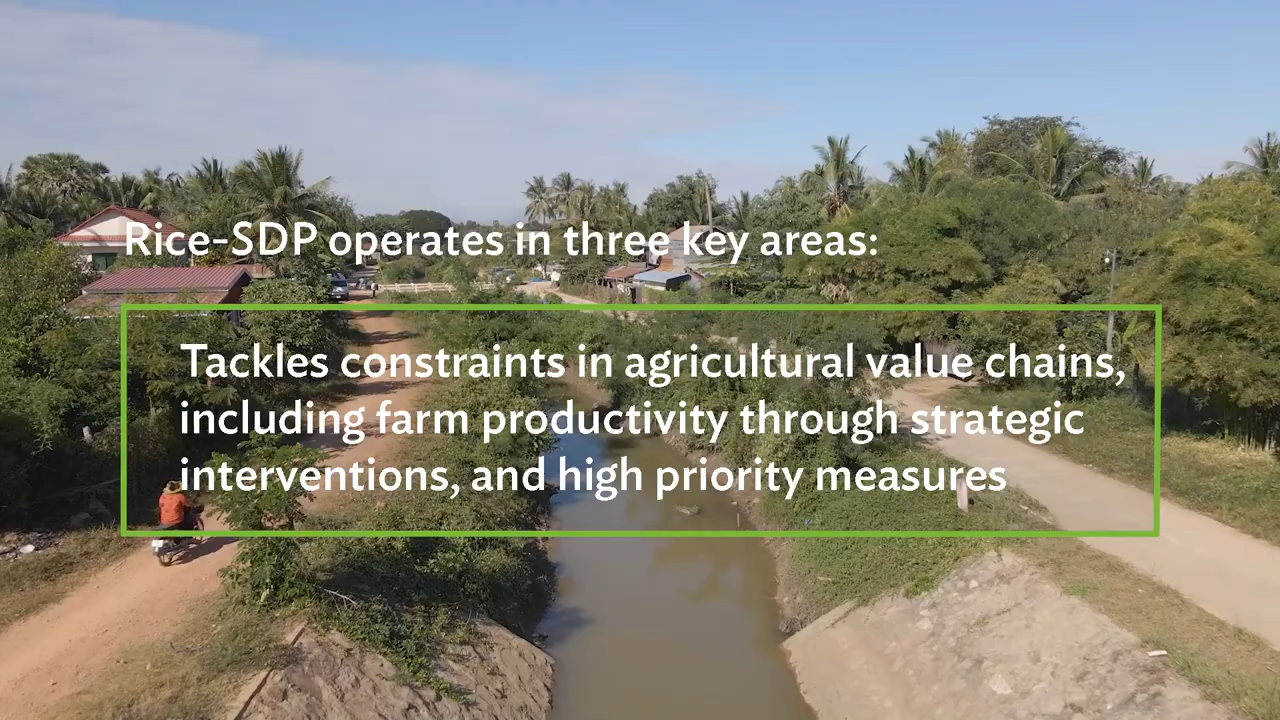 Rice-SDP operates in three key areas:
Tackles constraints in agricultural value chains,
including farm productivity through strategic
interventions, and high priority measures